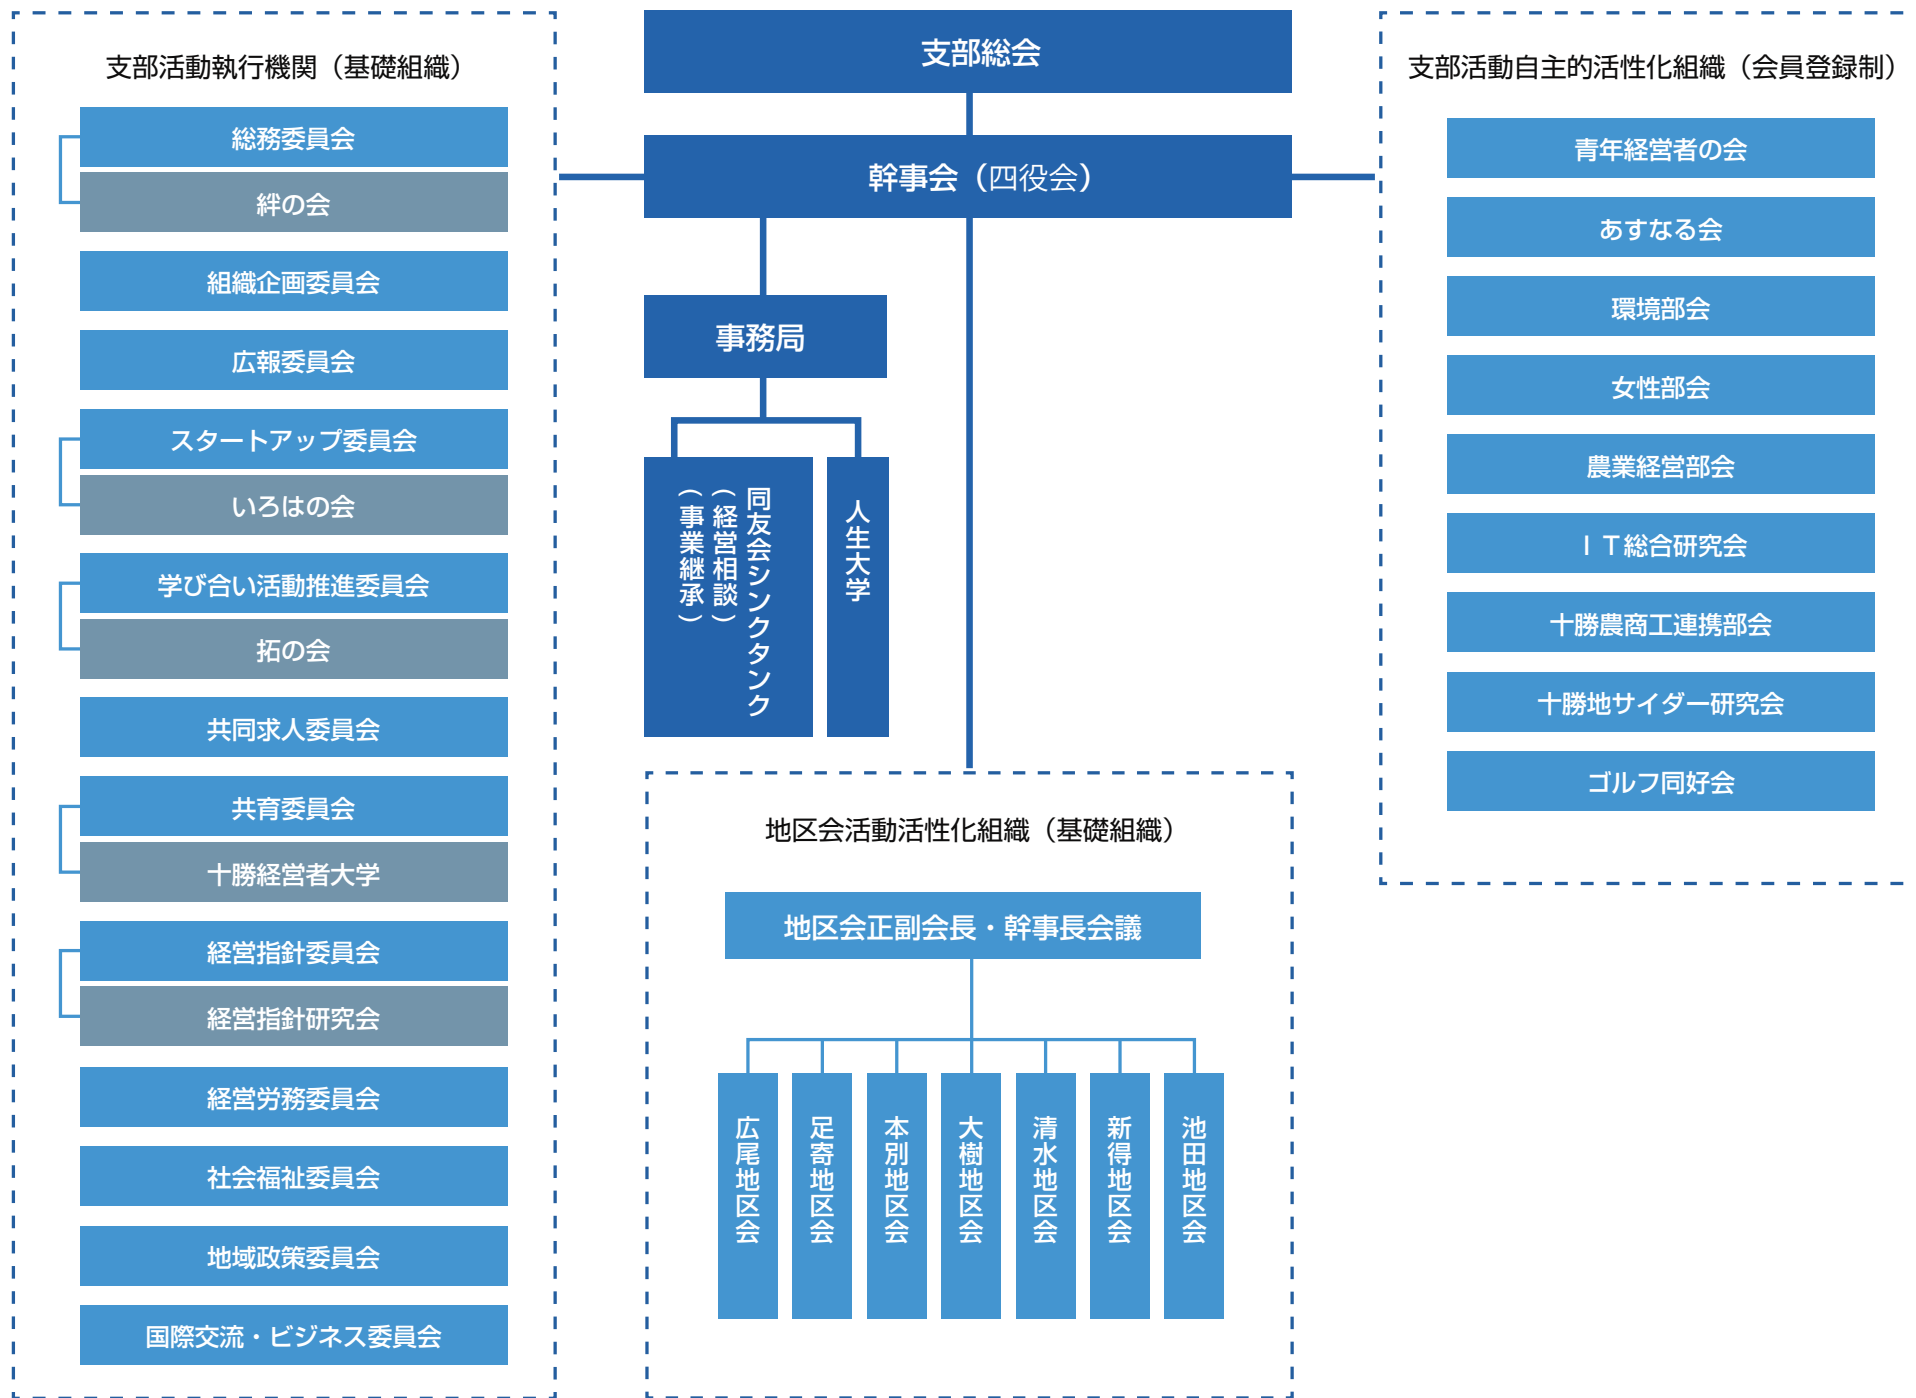 支部活動執行機関（基礎組織）
総務委員会
絆の会
組織企画委員会
広報委員会
スタートアップ委員会
いろはの会
学び合い活動推進委員会
拓の会
共同求人委員会
共育委員会
十勝経営者大学
経営指針委員会
経営指針研究会
経営労務委員会
社会福祉委員会
地域政策委員会
国際交流・ビジネス委員会
支部総会
幹事会（四役会）
事務局
同友会シンクタンク
（経営相談）
（事業継承）
人生大学
地区会活動活性化組織（基礎組織）
地区会正副会長・幹事長会議
広尾地区会
足寄地区会
本別地区会
大樹地区会
清水地区会
新得地区会
池田地区会
支部活動自主的活性化組織（会員登録制）
青年経営者の会
あすなる会
環境部会
女性部会
農業経営部会
ＩＴ総合研究会
十勝農商工連携部会
十勝地サイダー研究会
ゴルフ同好会